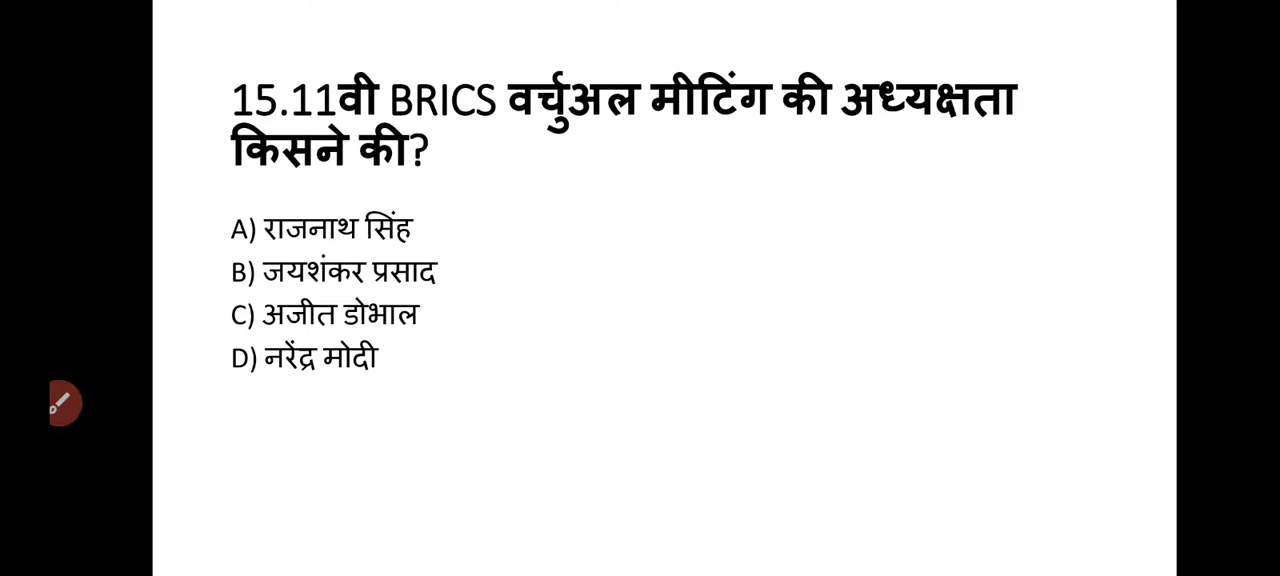 15.11वी BRICS वर्चुअल मीटिंग की अध्यक्षता
किसने की?
A) राजनाथ सिंह
B) जयशंकर प्रसाद
C) अजीत डोभाल
D) नरेंद्र मोदी